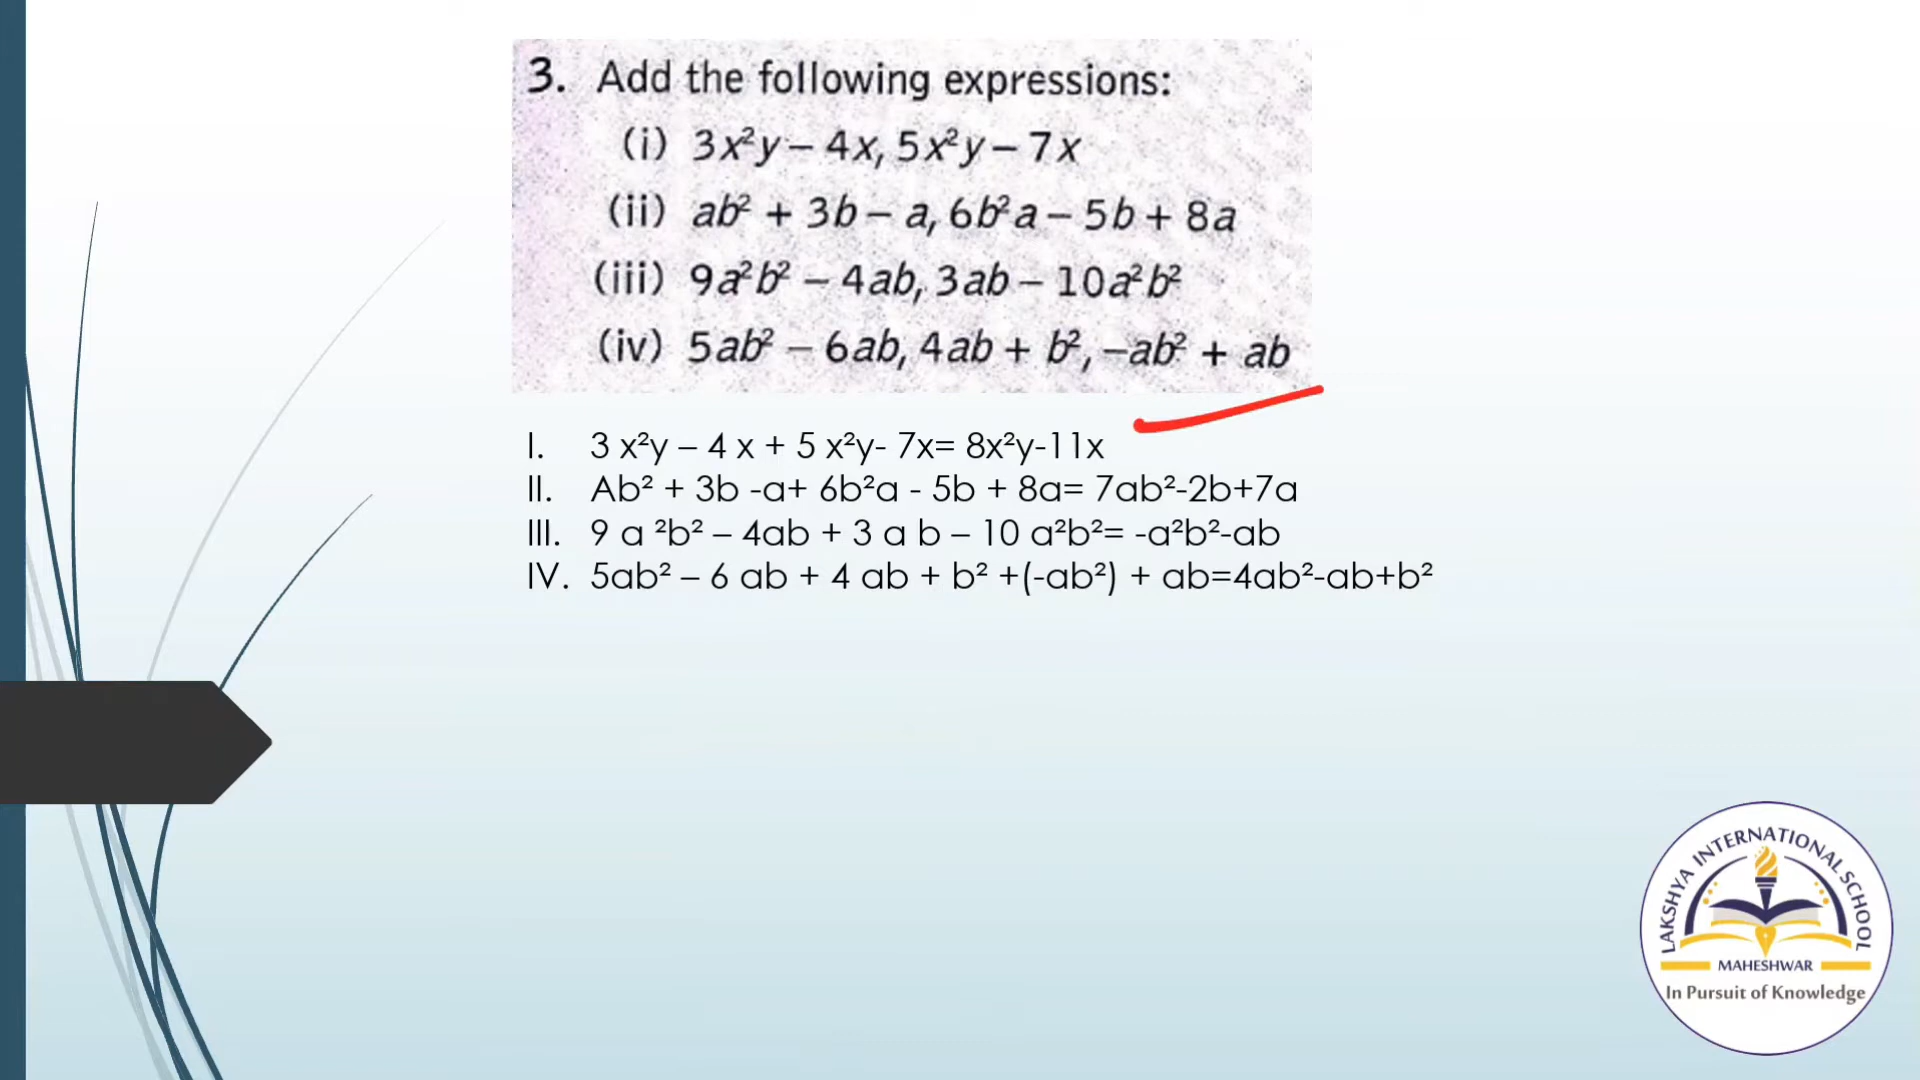 3. Add the following expressions:
(i) 3x²y – 4x, 5x²y – 7x
(ii) ab² + 3b – a, 6b²a – 5b + 8a
(iii) 9a²b² – 4ab, 3ab – 10a²b²
(iv) 5ab² – 6ab, 4ab + b², –ab² + ab
I. 3 x²y – 4 x + 5 x²y- 7x= 8x²y-11x
II. Ab² + 3b -a+ 6b²a - 5b + 8a= 7ab²-2b+7a
III. 9 a ²b² – 4ab + 3 a b – 10 a²b²= -a²b²-ab
IV. 5ab² – 6 ab + 4 ab + b² +(-ab²) + ab=4ab²-ab+b²
LAKSHYA INTERNATIONAL SCHOOL
MAHESHWAR
In Pursuit of Knowledge